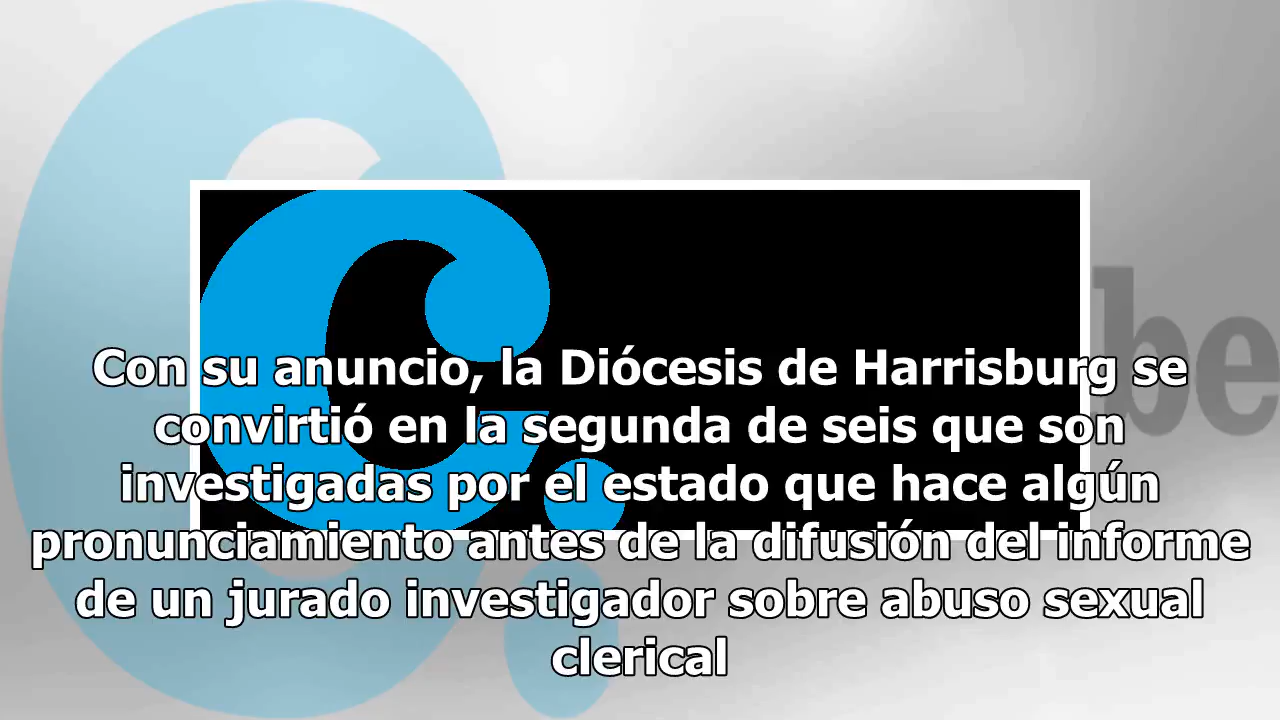 c.
be
Con su anuncio, la Diócesis de Harrisburg se
convirtió en la segunda de seis que son
investigadas por el estado que hace algún
pronunciamiento antes de la difusión del informe
de un jurado investigador sobre abuso sexual
clerical